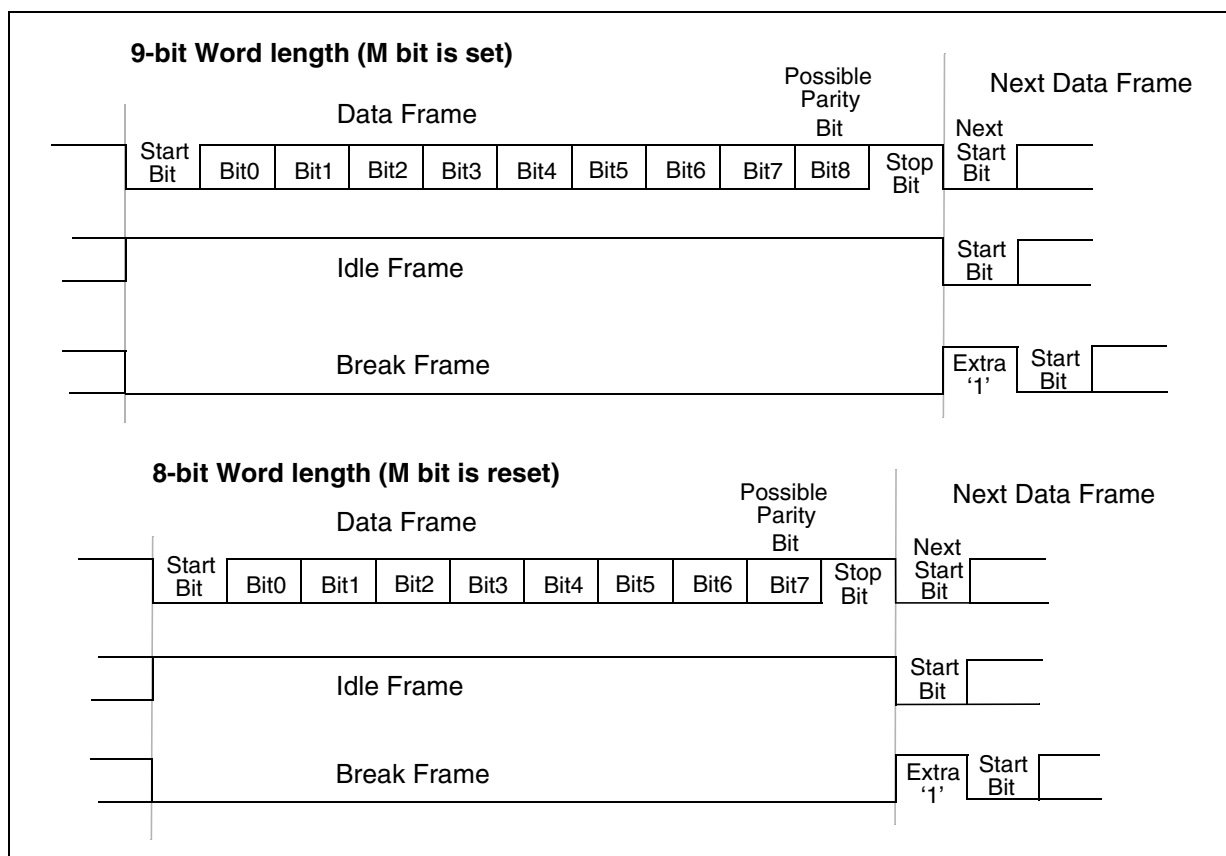 9-bit Word length (M bit is set)
Possible
Parity
Bit
Next Data Frame
Data Frame
Start
Bit
Bit0
Bit1
Bit2
Bit3
Bit4
Bit5
Bit6
Bit7
Bit8
Stop
Bit
Next
Start
Bit
Idle Frame
Start
Bit
Break Frame
Extra
‘1’
Start
Bit
8-bit Word length (M bit is reset)
Possible
Parity
Bit
Next Data Frame
Data Frame
Start
Bit
Bit0
Bit1
Bit2
Bit3
Bit4
Bit5
Bit6
Bit7
Stop
Bit
Next
Start
Bit
Idle Frame
Start
Bit
Break Frame
Extra
‘1’
Start
Bit